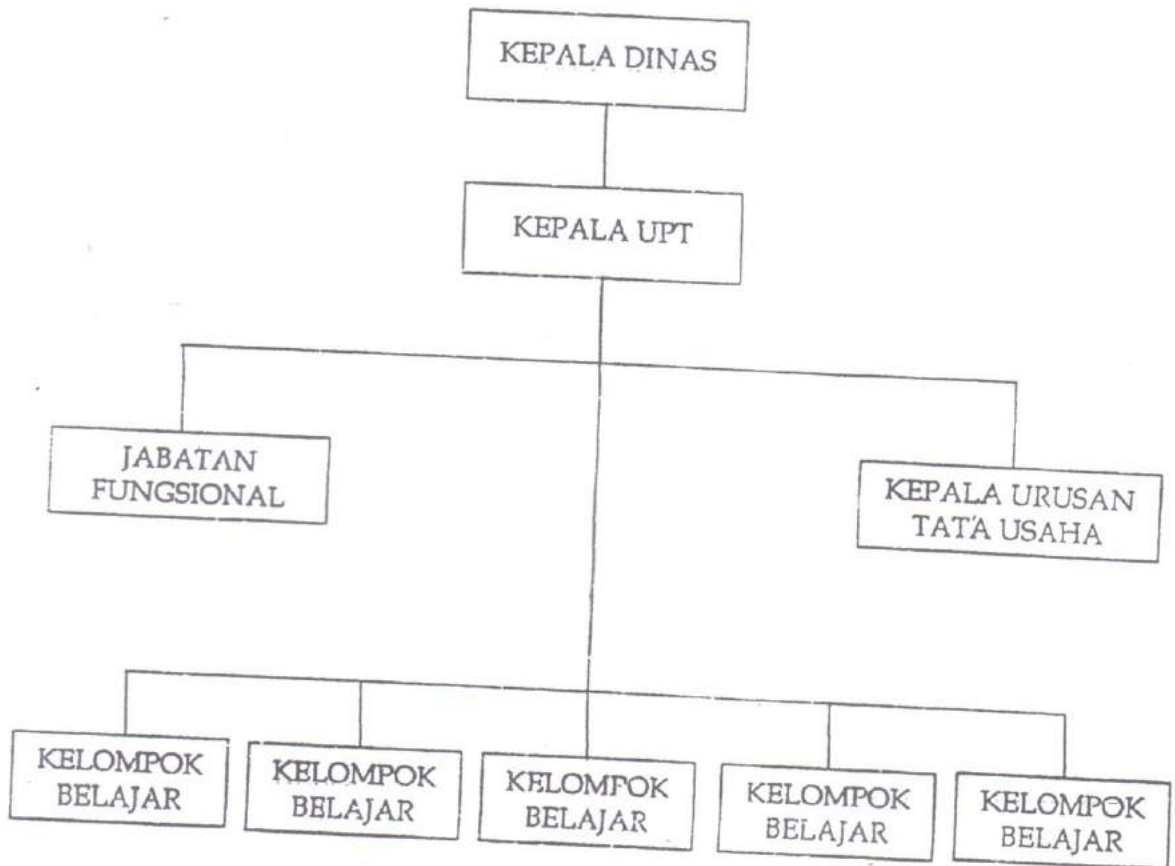 KEPALA DINAS
KEPALA UPT
JABATAN
FUNGSIONAL
KEPALA URUSAN
TATA USAHA
KELOMPOK
BELAJAR
KELOMPOK
BELAJAR
KELOMPOK
BELAJAR
KELOMPOK
BELAJAR
KELOMPOK
BELAJAR